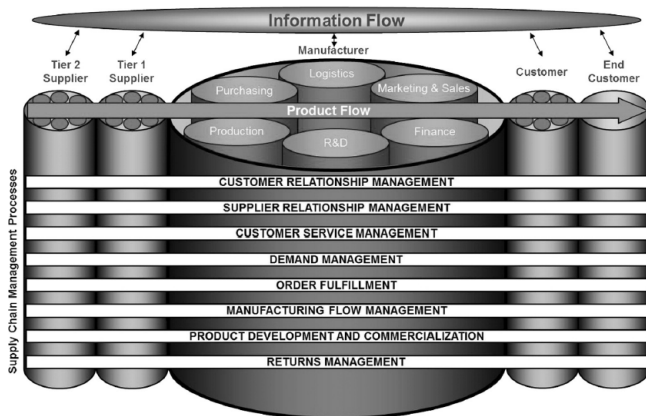 Information Flow
Tier 2
Supplier
Tier 1
Supplier
Manufacturer
Customer
End
Customer
Logistics
Purchasing
Marketing & Sales
Product Flow
Production
R&D
Finance
Supply Chain Management Processes
CUSTOMER RELATIONSHIP MANAGEMENT
SUPPLIER RELATIONSHIP MANAGEMENT
CUSTOMER SERVICE MANAGEMENT
DEMAND MANAGEMENT
ORDER FULFILLMENT
MANUFACTURING FLOW MANAGEMENT
PRODUCT DEVELOPMENT AND COMMERCIALIZATION
RETURNS MANAGEMENT